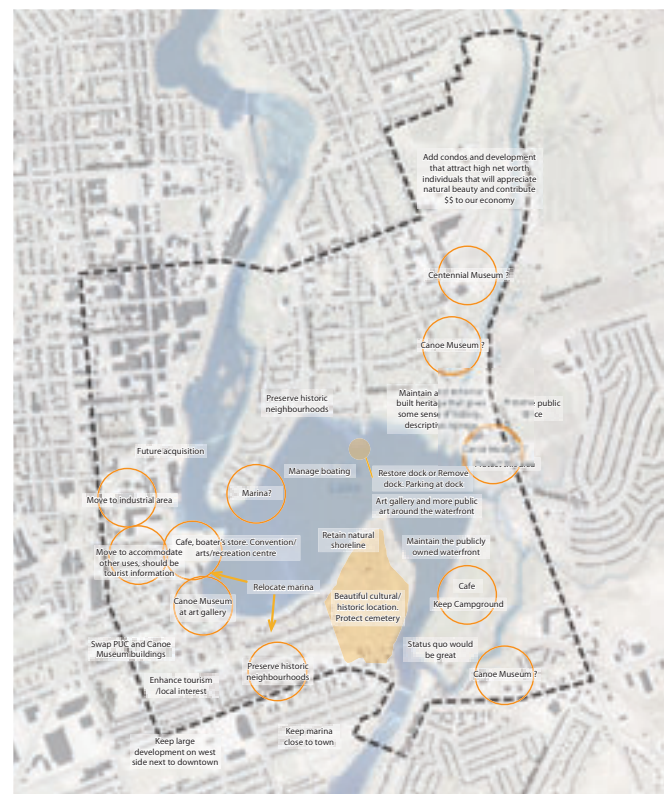 Add condos and development
that attract high net worth
individuals that will appreciate
natural beauty and contribute
$$ to our economy
Centennial Museum ?
Canoe Museum ?
Preserve historic
neighbourhoods
Maintain a
built herita
some sens
descripti
public
Future acquisition
Manage boating
Marina?
Restore dock or Remove
dock. Parking at dock
Move to industrial area
Art gallery and more public
art around the waterfront
Cafe, boater's store. Convention/
arts/recreation centre
Retain natural
shoreline
Maintain the publicly
owned waterfront
Move to accommodate
other uses, should be
tourist information
Relocate marina
Cafe
Keep Campground
Canoe Museum
at art gallery
Beautiful cultural/
historic location.
Protect cemetery
Swap PUC and Canoe
Museum buildings
Status quo would
be great
Preserve historic
neighbourhoods
Canoe Museum ?
Enhance tourism
/local interest
Keep large
development on west
side next to downtown
Keep marina
close to town